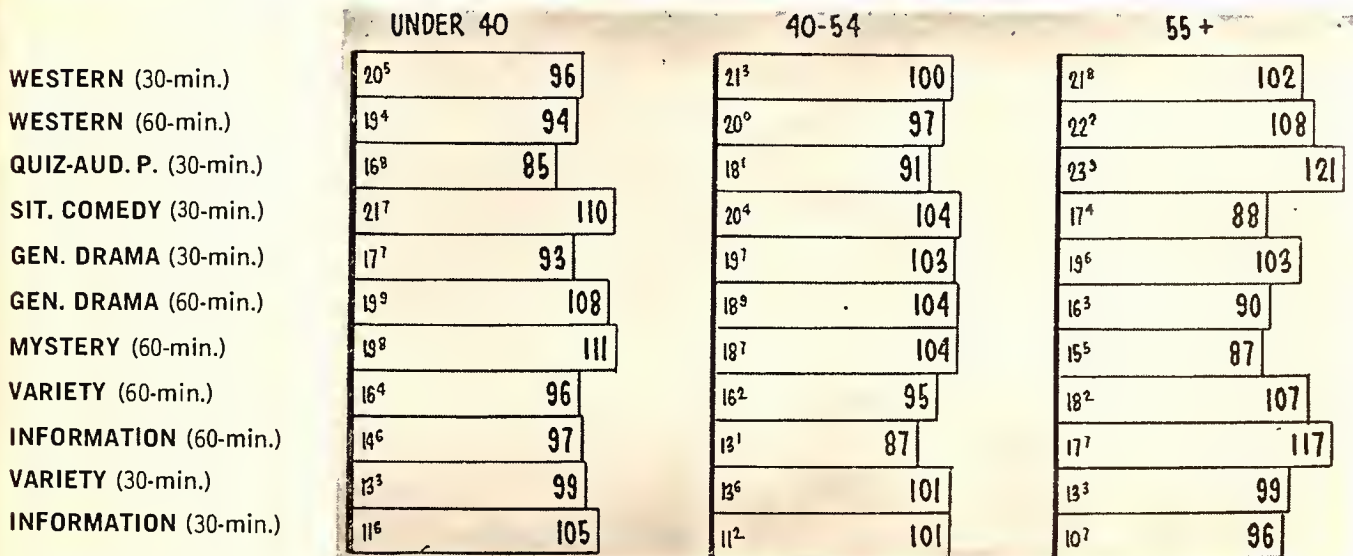 UNDER 40 40-54 55+
WESTERN (30-min.) 20⁵ 96 21³ 100 21⁸ 102
WESTERN (60-min.) 19⁴ 94 20⁰ 97 108
QUIZ-AUD. P. (30-min.) 16⁸ 85 18¹ 91 23³ 121
SIT. COMEDY (30-min.) 21⁷ 110 20⁴ 104 17⁴ 88
GEN. DRAMA (30-min.) 17⁷ 93 19⁷ 103 19⁶ 103
GEN. DRAMA (60-min.) 19⁹ 108 18⁹ 104 16³ 90
MYSTERY (60-min.) 19⁸ 111 18⁷ 104 15⁵ 87
VARIETY (60-min.) 16⁴ 96 16² 95 18² 107
INFORMATION (60-min.) 14⁶ 97 13¹ 87 17⁷ 117
VARIETY (30-min.) 13³ 99 13⁶ 101 13³ 99
INFORMATION (30-min.) 11⁶ 105 11² 101 10⁷ 96